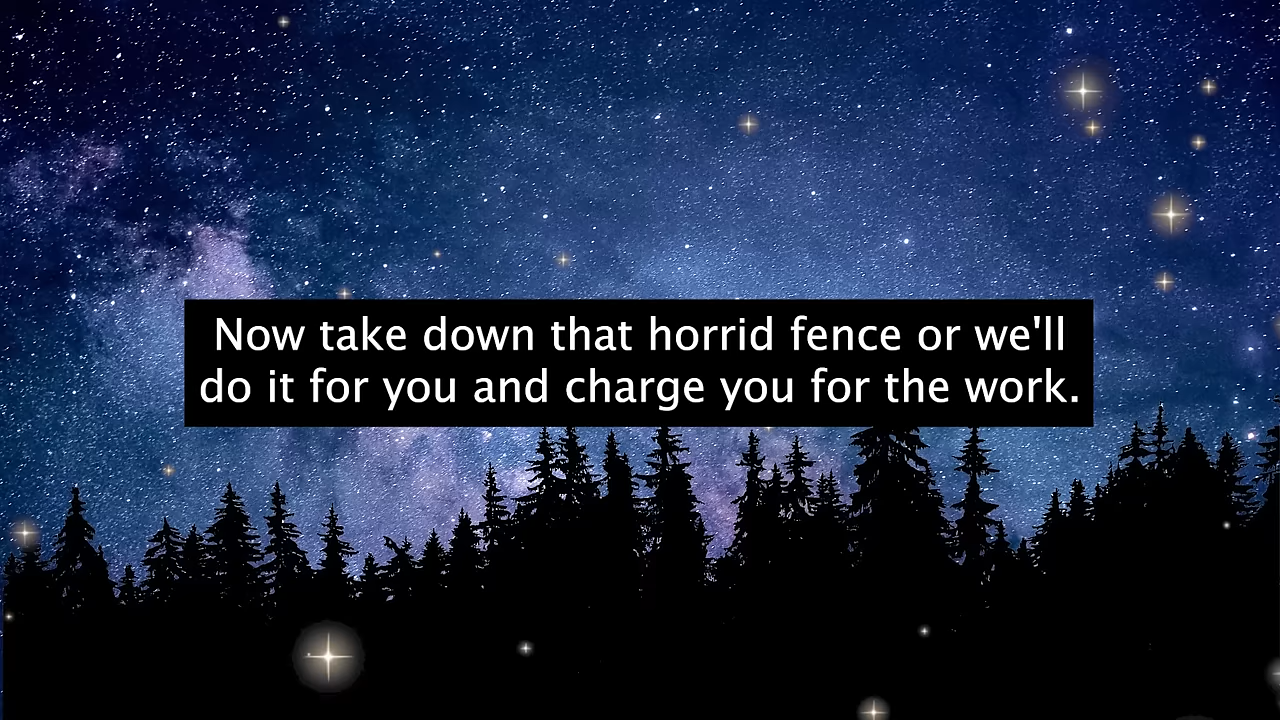 Now take down that horrid fence or we'll
do it for you and charge you for the work.